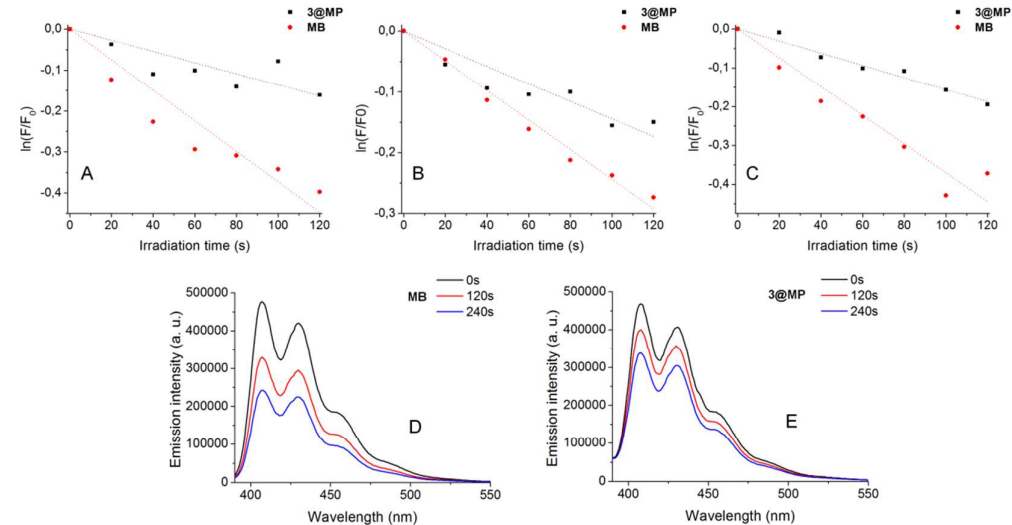 3@MP
MB
0,0
-0,1
-0,2
-0,3
-0,4
ln(F/F0)
A
0 20 40 60 80 100 120
Irradiation time (s)
3@MP
MB
0,0
-0,1
-0,2
-0,3
ln(F/F0)
B
0 20 40 60 80 100 120
Irradiation time (s)
3@MP
MB
0,0
-0,1
-0,2
-0,3
-0,4
ln(F/F0)
C
0 20 40 60 80 100 120
Irradiation time (s)
MB
0s
120s
240s
500000
400000
300000
200000
100000
0
Emission intensity (a. u.)
D
400 450 500 550
Wavelength (nm)
3@MP
0s
120s
240s
500000
400000
300000
200000
100000
0
Emission intensity (a. u.)
E
400 450 500 550
Wavelength (nm)